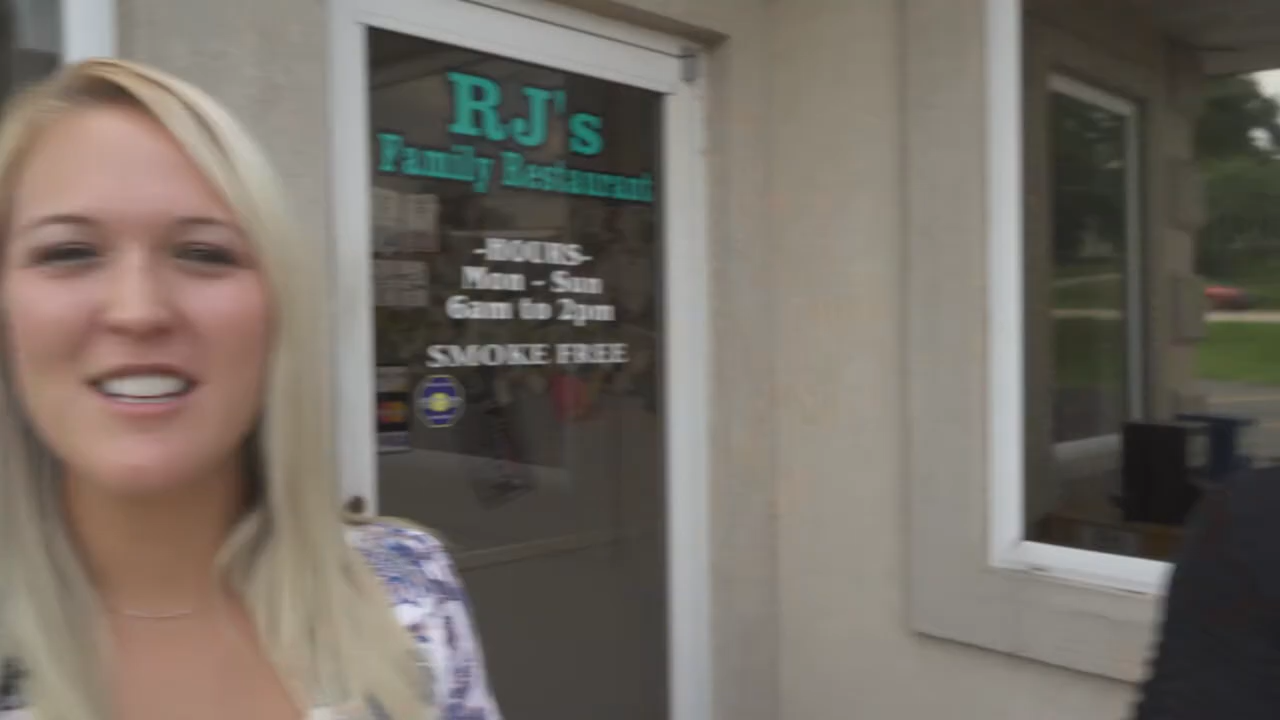 RJ's
Family Restaurant
-HOURS-
Mon - Sun
6am to 2pm
SMOKE FREE